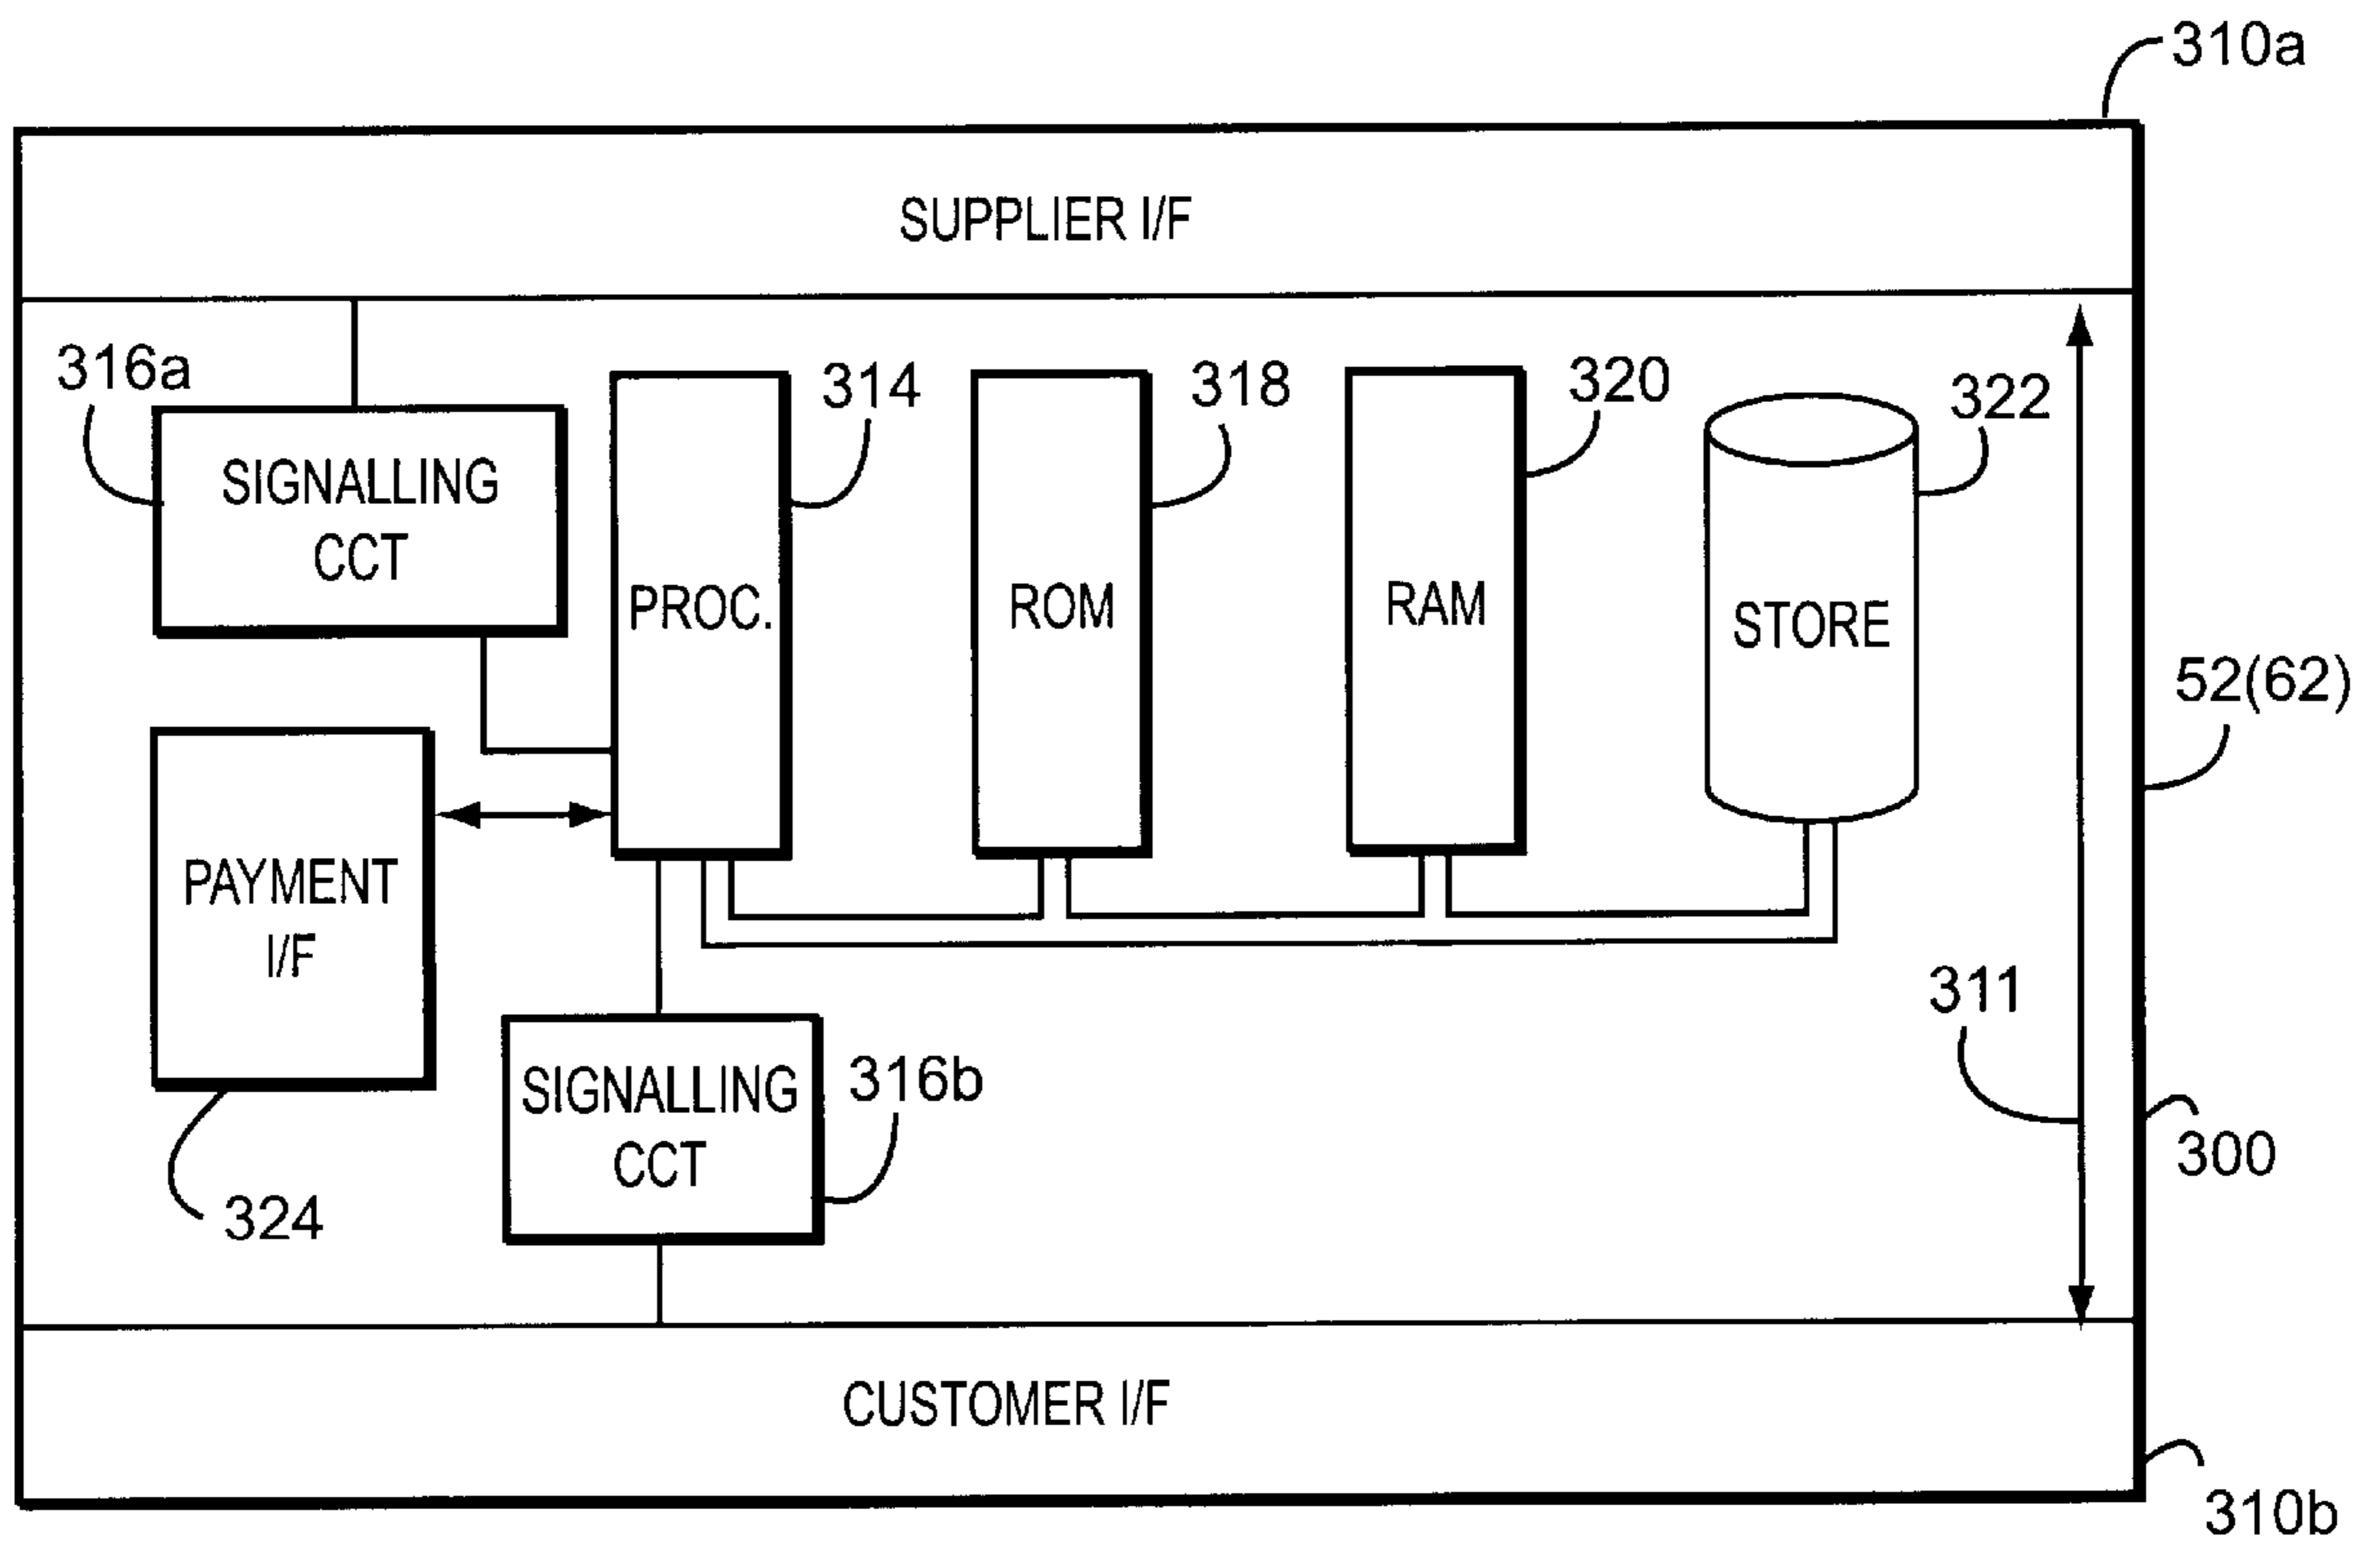 310a
SUPPLIER I/F
316a
314
318
320
322
SIGNALLING
CCT
PROC.
ROM
RAM
STORE
52(62)
PAYMENT
I/F
311
SIGNALLING
CCT
316b
300
324
CUSTOMER I/F
310b